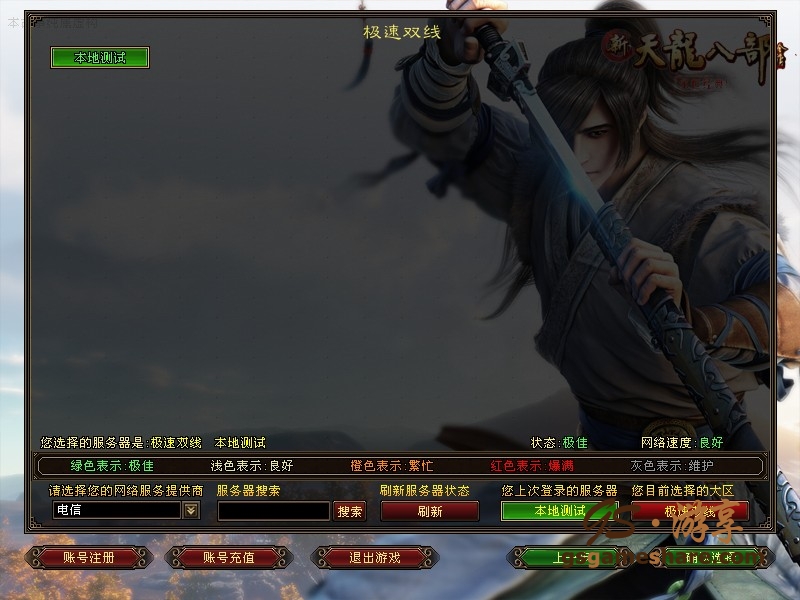 极速双线
本地测试
新天龍八部
您选择的服务器是:极速双线 本地测试 状态:极佳 网络速度:良好
绿色表示:极佳 浅色表示:良好 橙色表示:繁忙 红色表示:爆满 灰色表示:维护
请选择您的网络服务提供商 服务器搜索 刷新服务器状态 您上次登录的服务器 您目前选择的大区
电信 搜索 刷新 本地测试 极速双线
游享
账号注册 账号充值 退出游戏